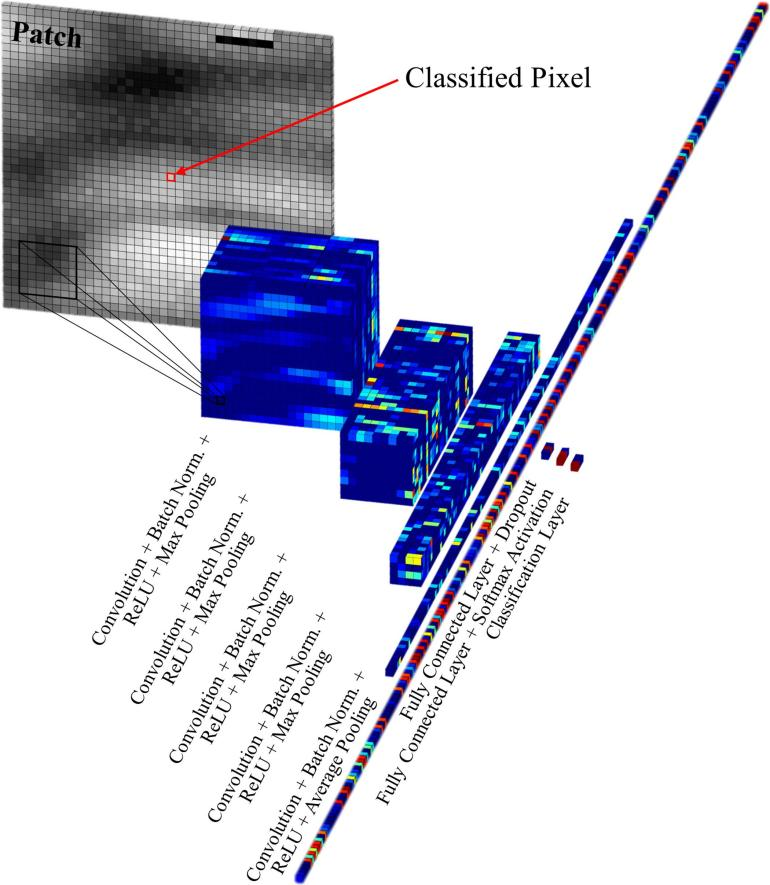 Patch
Classified Pixel
Convolution + Batch Norm. +
ReLU + Max Pooling
Convolution + Batch Norm. +
ReLU + Max Pooling
Convolution + Batch Norm. +
ReLU + Max Pooling
Convolution + Batch Norm. +
ReLU + Max Pooling
Convolution + Batch Norm. +
ReLU + Average Pooling
Fully Connected Layer + Dropout
Fully Connected Layer + Softmax Activation
Classification Layer